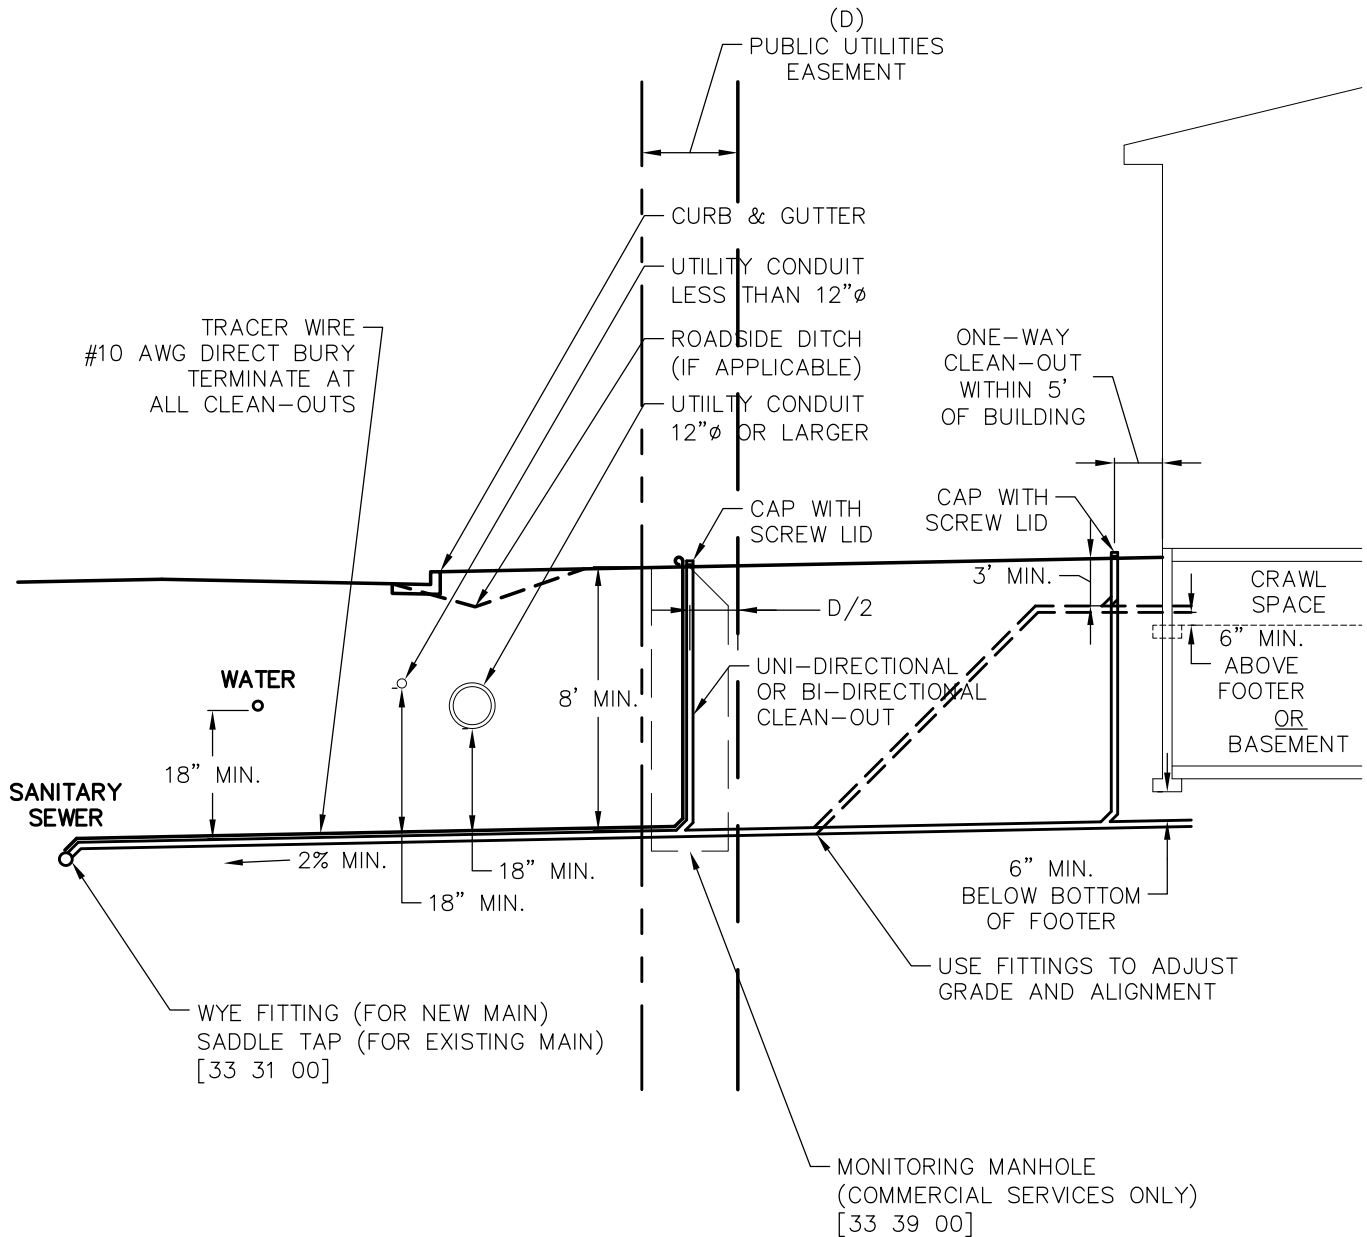 (D)
PUBLIC UTILITIES
EASEMENT
CURB & GUTTER
UTILITY CONDUIT
LESS THAN 12"ø
TRACER WIRE
#10 AWG DIRECT BURY
TERMINATE AT
ALL CLEAN-OUTS
ROADSIDE DITCH
(IF APPLICABLE)
UTIILTY CONDUIT
12"ø OR LARGER
ONE-WAY
CLEAN-OUT
WITHIN 5'
OF BUILDING
CAP WITH
SCREW LID
CAP WITH
SCREW LID
3' MIN.
CRAWL
SPACE
D/2
6" MIN.
ABOVE
FOOTER
OR
BASEMENT
WATER
8' MIN.
UNI-DIRECTIONAL
OR BI-DIRECTIONAL
CLEAN-OUT
18" MIN.
SANITARY
SEWER
2% MIN.
18" MIN.
18" MIN.
6" MIN.
BELOW BOTTOM
OF FOOTER
USE FITTINGS TO ADJUST
GRADE AND ALIGNMENT
WYE FITTING (FOR NEW MAIN)
SADDLE TAP (FOR EXISTING MAIN)
[33 31 00]
MONITORING MANHOLE
(COMMERCIAL SERVICES ONLY)
[33 39 00]